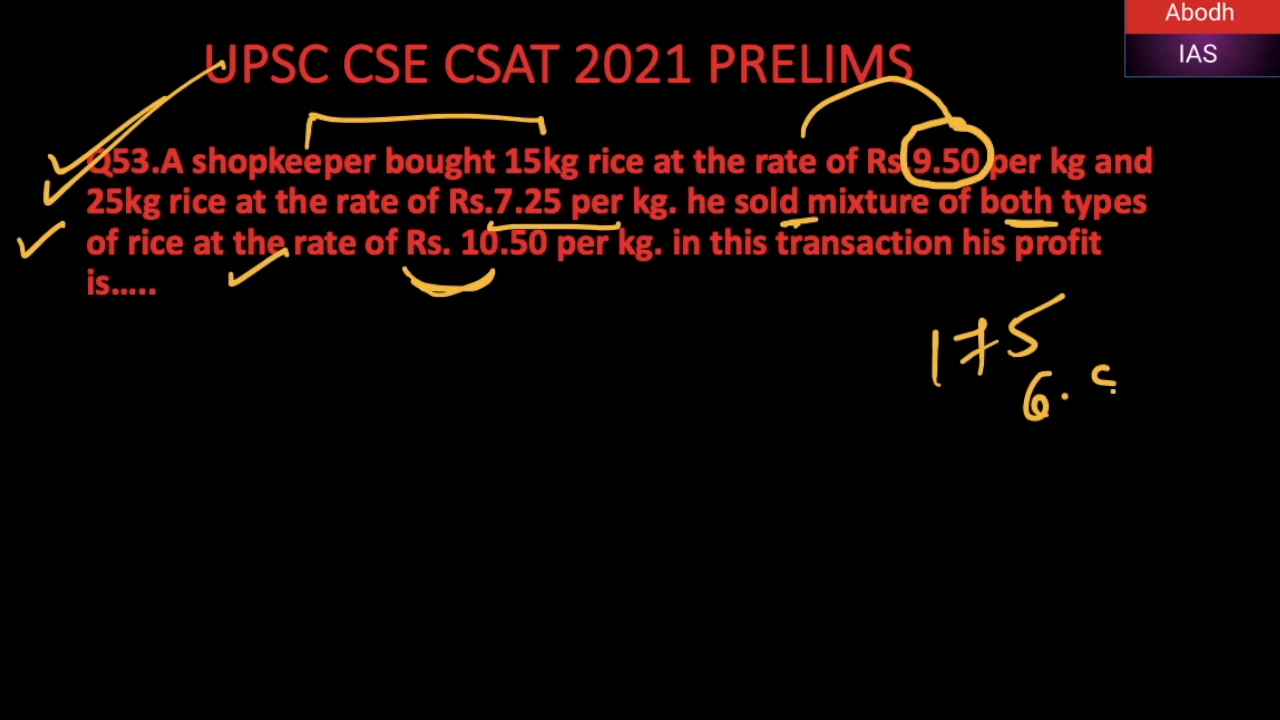 Abodh
IAS
UPSC CSE CSAT 2021 PRELIMS
Q53.A shopkeeper bought 15kg rice at the rate of Rs 9.50 per kg and
25kg rice at the rate of Rs.7.25 per kg. he sold mixture of both types
of rice at the rate of Rs. 10.50 per kg. in this transaction his profit
is.....
175
6.